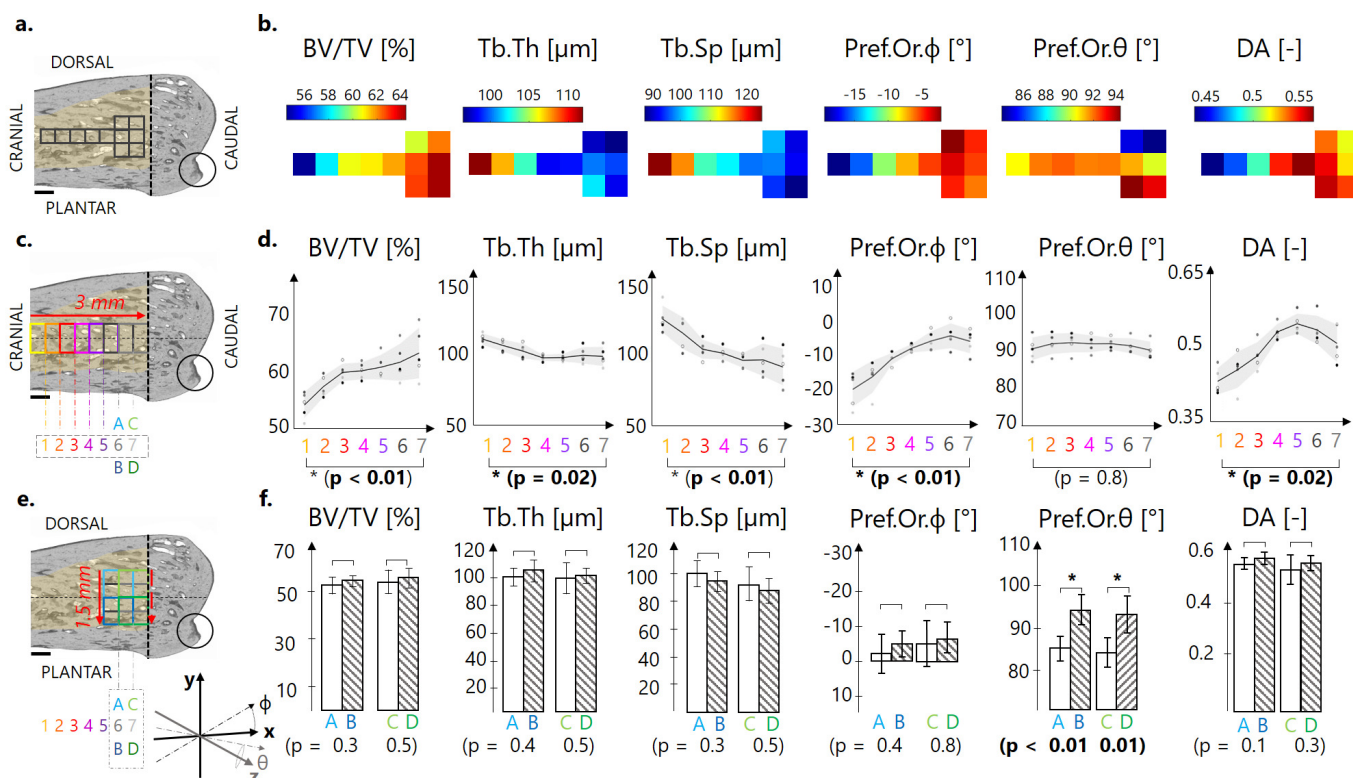 a.
DORSAL
CRANIAL
CAUDAL
PLANTAR
b.
BV/TV [%]
Tb.Th [µm]
Tb.Sp [µm]
Pref.Or.ϕ [°]
Pref.Or.θ [°]
DA [-]
56 58 60 62 64
100 105 110
90 100 110 120
-15 -10 -5
86 88 90 92 94
0.45 0.5 0.55
c.
3 mm
CRANIAL
CAUDAL
A C
1 2 3 4 5 6 7
B D
d.
BV/TV [%]
Tb.Th [µm]
Tb.Sp [µm]
Pref.Or.ϕ [°]
Pref.Or.θ [°]
DA [-]
70
60
50
1 2 3 4 5 6 7
* (p < 0.01)
150
100
50
1 2 3 4 5 6 7
* (p = 0.02)
150
100
50
1 2 3 4 5 6 7
* (p < 0.01)
0
-5
-10
-20
-30
1 2 3 4 5 6 7
* (p < 0.01)
110
100
90
80
70
1 2 3 4 5 6 7
(p = 0.8)
0.65
0.5
0.35
1 2 3 4 5 6 7
* (p = 0.02)
e.
DORSAL
1.5 mm
PLANTAR
A C
1 2 3 4 5 6 7
B D
y
ϕ
x
θ
z
f.
BV/TV [%]
Tb.Th [µm]
Tb.Sp [µm]
Pref.Or.ϕ [°]
Pref.Or.θ [°]
DA [-]
70
50
30
10
A B C D
(p = 0.3 0.5)
120
100
80
60
40
20
A B C D
(p = 0.4 0.5)
120
100
80
60
40
20
A B C D
(p = 0.3 0.5)
-30
-20
-10
0
10
A B C D
(p = 0.4 0.8)
110
100
90
80
* *
A B C D
(p < 0.01 0.01)
0.6
0.4
0.2
A B C D
(p = 0.1 0.3)